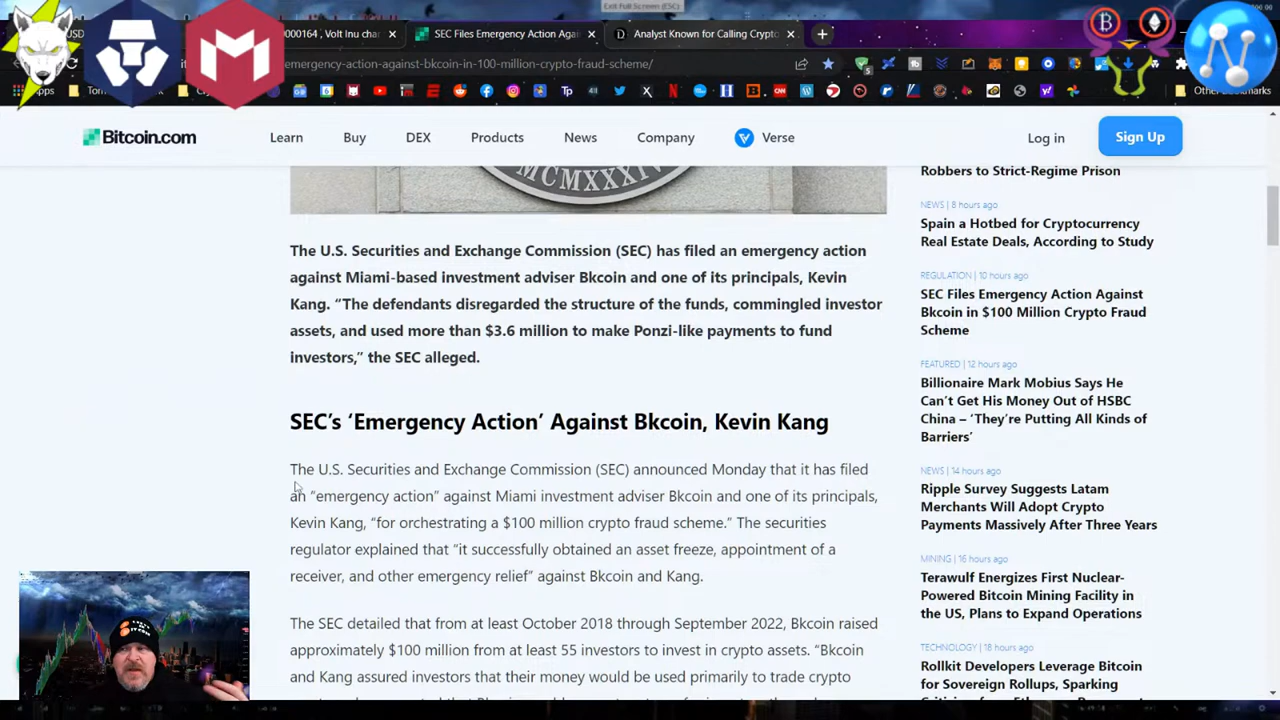 Exit Full Screen (ESC)
0000164 , Volt Inu char
SEC Files Emergency Action Aga
Analyst Known for Calling Crypto
emergency-action-against-bkcoin-in-100-million-crypto-fraud-scheme/
Other Bookmarks
Bitcoin.com
Learn
Buy
DEX
Products
News
Company
Verse
Log in
Sign Up
MCMXXXIV
The U.S. Securities and Exchange Commission (SEC) has filed an emergency action
against Miami-based investment adviser Bkcoin and one of its principals, Kevin
Kang. “The defendants disregarded the structure of the funds, commingled investor
assets, and used more than $3.6 million to make Ponzi-like payments to fund
investors,” the SEC alleged.
SEC’s ‘Emergency Action’ Against Bkcoin, Kevin Kang
The U.S. Securities and Exchange Commission (SEC) announced Monday that it has filed
an “emergency action” against Miami investment adviser Bkcoin and one of its principals,
Kevin Kang, “for orchestrating a $100 million crypto fraud scheme.” The securities
regulator explained that “it successfully obtained an asset freeze, appointment of a
receiver, and other emergency relief” against Bkcoin and Kang.
The SEC detailed that from at least October 2018 through September 2022, Bkcoin raised
approximately $100 million from at least 55 investors to invest in crypto assets. “Bkcoin
and Kang assured investors that their money would be used primarily to trade crypto
Robbers to Strict-Regime Prison
NEWS | 8 hours ago
Spain a Hotbed for Cryptocurrency
Real Estate Deals, According to Study
REGULATION | 10 hours ago
SEC Files Emergency Action Against
Bkcoin in $100 Million Crypto Fraud
Scheme
FEATURED | 12 hours ago
Billionaire Mark Mobius Says He
Can’t Get His Money Out of HSBC
China – ‘They’re Putting All Kinds of
Barriers’
NEWS | 14 hours ago
Ripple Survey Suggests Latam
Merchants Will Adopt Crypto
Payments Massively After Three Years
MINING | 16 hours ago
Terawulf Energizes First Nuclear-
Powered Bitcoin Mining Facility in
the US, Plans to Expand Operations
TECHNOLOGY | 18 hours ago
Rollkit Developers Leverage Bitcoin
for Sovereign Rollups, Sparking